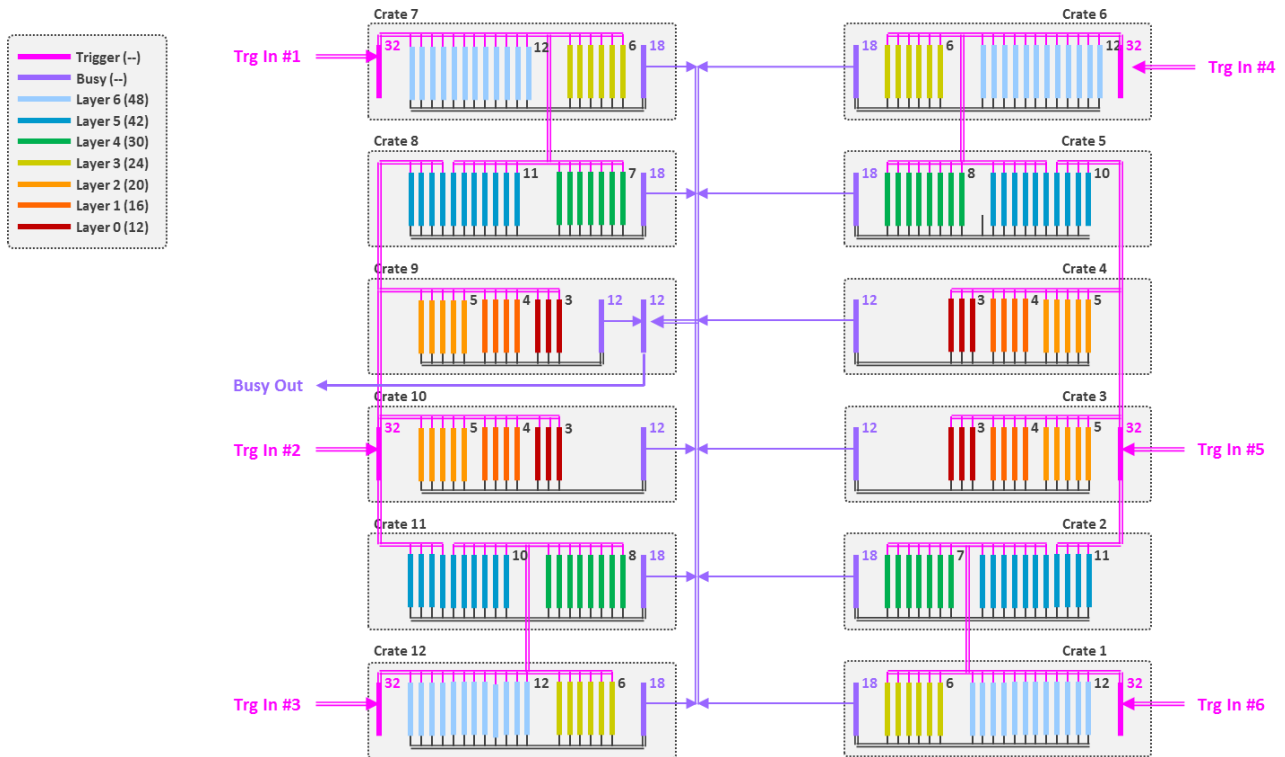 Trigger (--)
Busy (--)
Layer 6 (48)
Layer 5 (42)
Layer 4 (30)
Layer 3 (24)
Layer 2 (20)
Layer 1 (16)
Layer 0 (12)
Crate 7
Trg In #1
32
12
6
18
Crate 6
18
6
12
32
Trg In #4
Crate 8
11
7
18
Crate 5
18
8
10
Crate 9
5
4
3
12
12
Busy Out
Crate 4
12
3
4
5
Crate 10
Trg In #2
32
5
4
3
12
Crate 3
12
3
4
5
32
Trg In #5
Crate 11
10
8
18
Crate 2
18
7
11
Crate 12
Trg In #3
32
12
6
18
Crate 1
18
6
12
32
Trg In #6